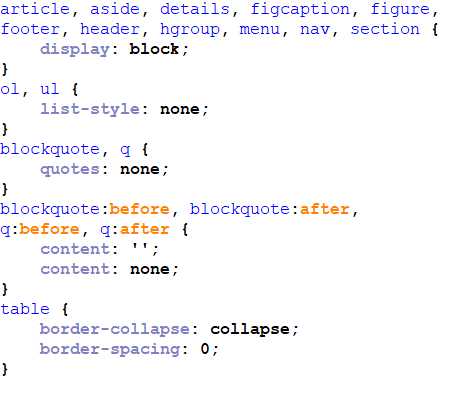 article, aside, details, figcaption, figure,
footer, header, hgroup, menu, nav, section {
    display: block;
}
ol, ul {
    list-style: none;
}
blockquote, q {
    quotes: none;
}
blockquote:before, blockquote:after,
q:before, q:after {
    content: '';
    content: none;
}
table {
    border-collapse: collapse;
    border-spacing: 0;
}